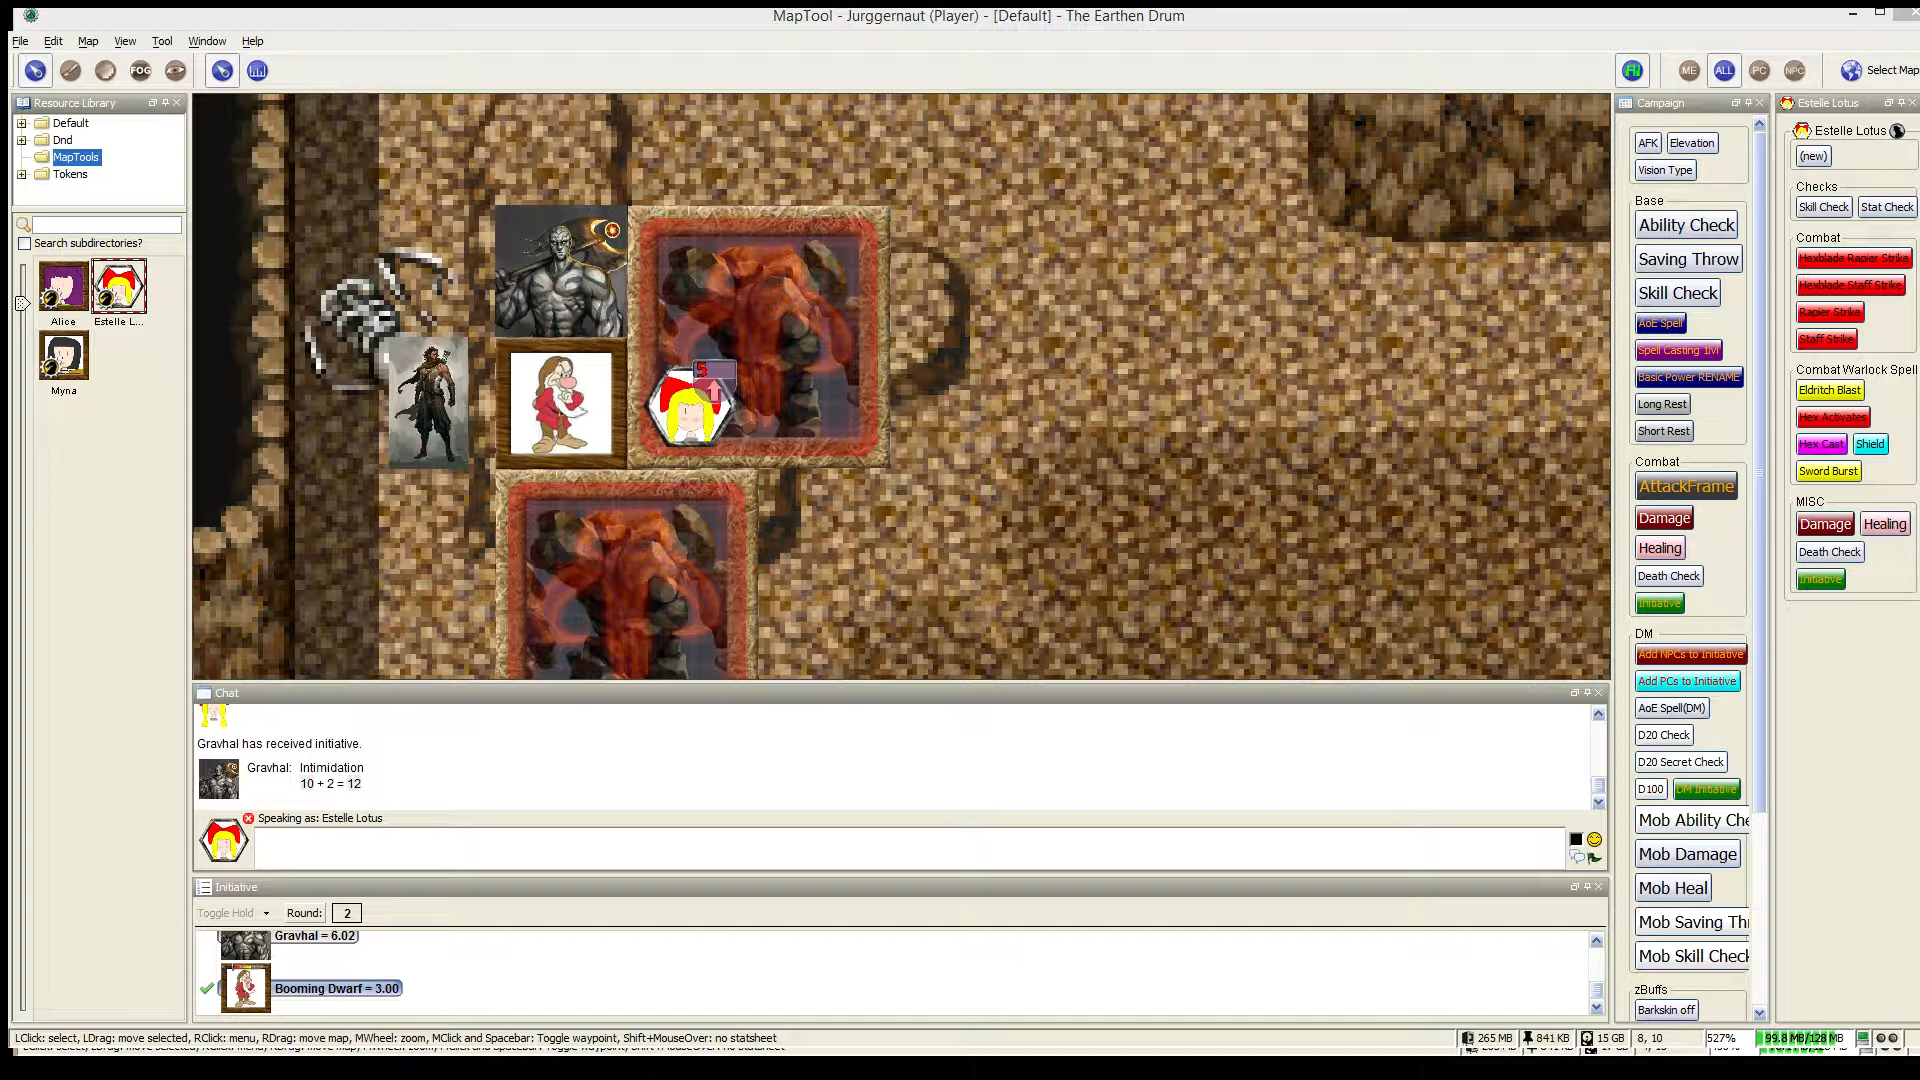 MapTool - Jurggernaut (Player) - [Default] - The Earthen Drum
File Edit Map View Tool Window Help
FOG
ME ALL PC NPC Select Map
Resource Library
Default
Dnd
MapTools
Tokens
Search subdirectories?
Alice
Estelle L...
Myna
5
Chat
Gravhal has received initiative.
Gravhal: Intimidation
10 + 2 = 12
Speaking as: Estelle Lotus
Initiative
Toggle Hold Round: 2
Gravhal = 6.02
Booming Dwarf = 3.00
Campaign
AFK Elevation
Vision Type
Base
Ability Check
Saving Throw
Skill Check
AoE Spell
Spell Casting 1lvl
Basic Power RENAME
Long Rest
Short Rest
Combat
AttackFrame
Damage
Healing
Death Check
Initiative
DM
Add NPCs to Initiative
Add PCs to Initiative
AoE Spell(DM)
D20 Check
D20 Secret Check
D100 DM Initiative
Mob Ability Che
Mob Damage
Mob Heal
Mob Saving Thr
Mob Skill Check
zBuffs
Barkskin off
Estelle Lotus
Estelle Lotus
(new)
Checks
Skill Check Stat Check
Combat
Hexblade Rapier Strike
Hexblade Staff Strike
Rapier Strike
Staff Strike
Combat Warlock Spell
Eldritch Blast
Hex Activates
Hex Cast Shield
Sword Burst
MISC
Damage Healing
Death Check
Initiative
LClick: select, LDrag: move selected, RClick: menu, RDrag: move map, MWheel: zoom, MClick and Spacebar: Toggle waypoint, Shift+MouseOver: no statsheet
265 MB 841 KB 15 GB 8, 10 527% 99.8 MB/128 MB